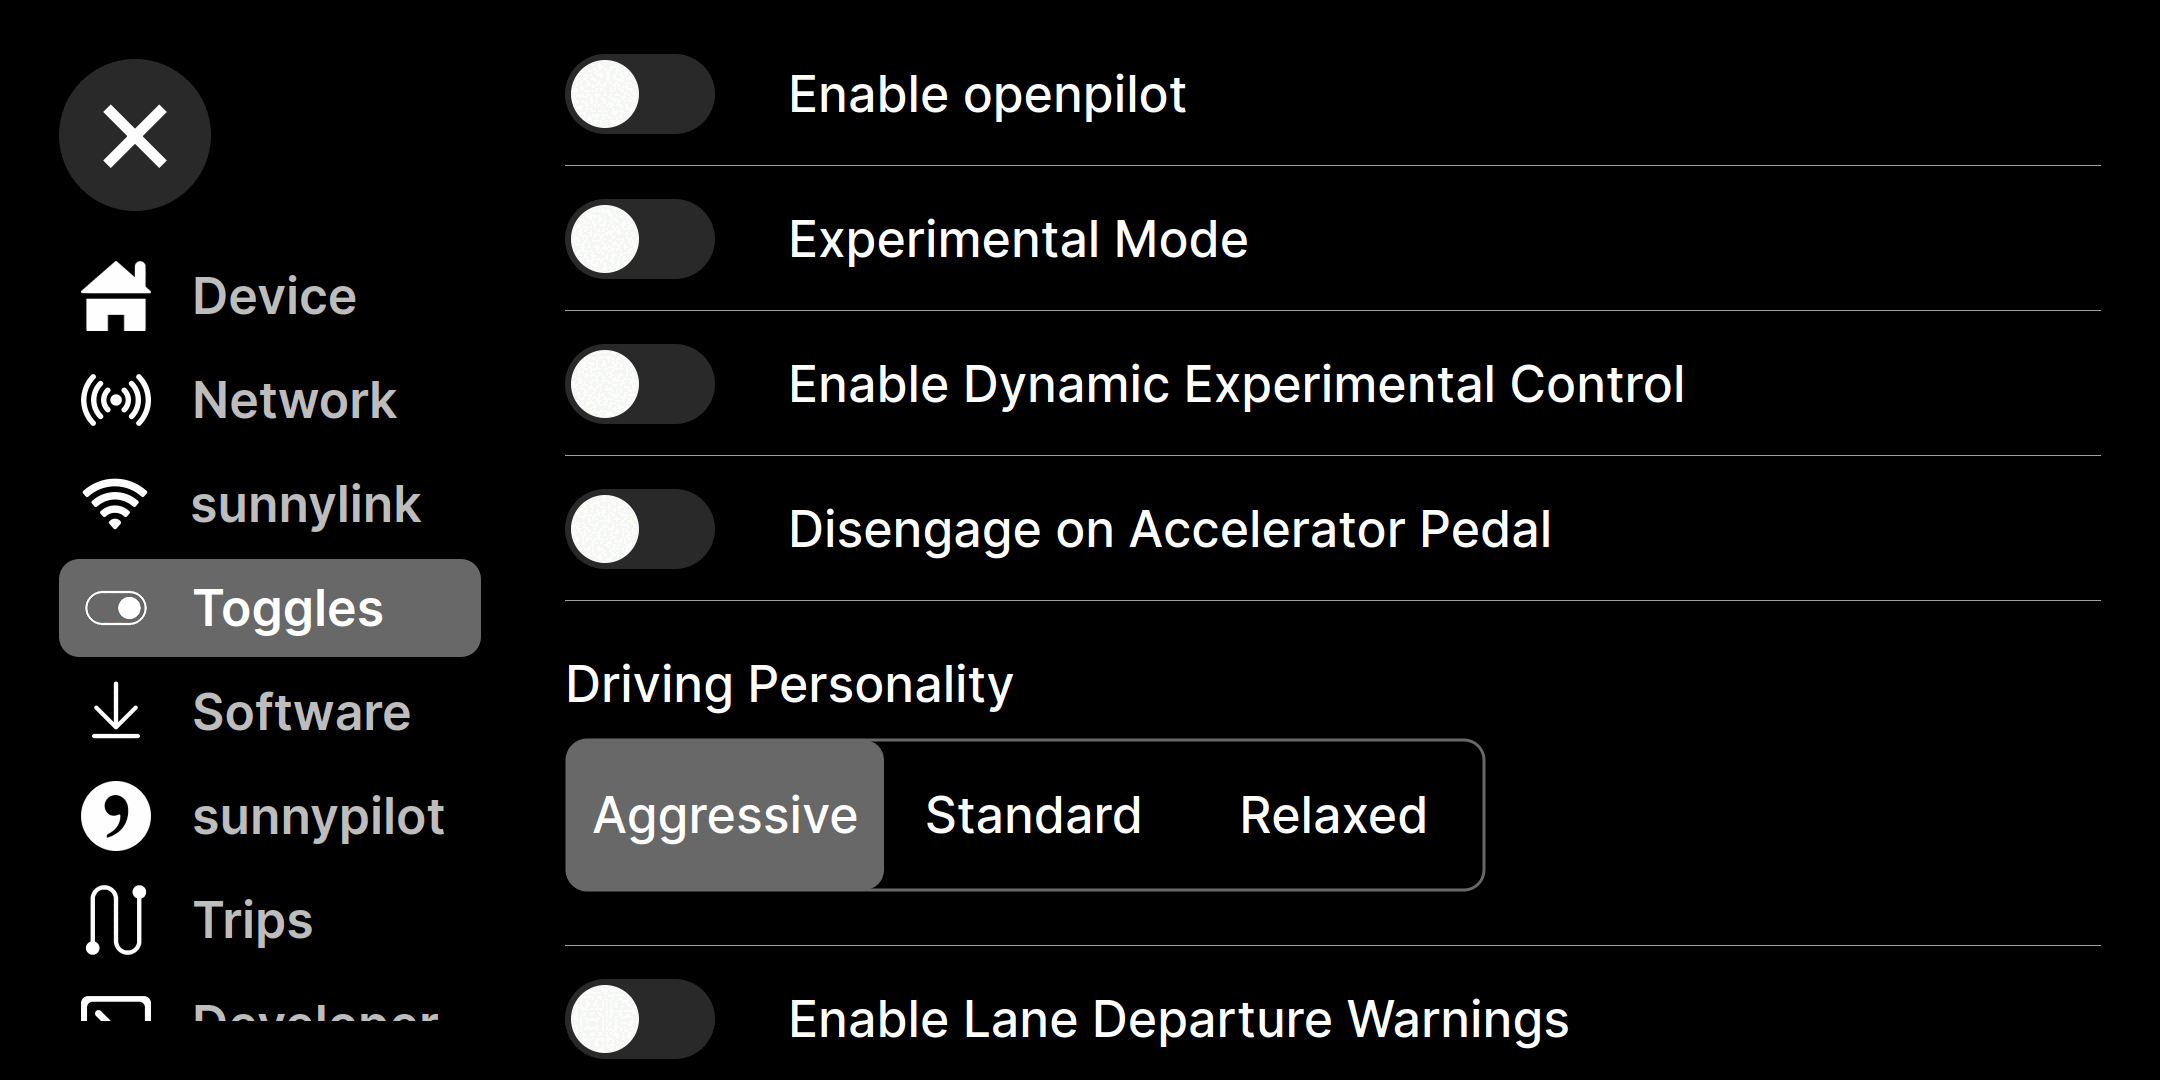 Device
Network
sunnylink
Toggles
Software
sunnypilot
Trips
Developer
Enable openpilot
Experimental Mode
Enable Dynamic Experimental Control
Disengage on Accelerator Pedal
Driving Personality
Aggressive Standard Relaxed
Enable Lane Departure Warnings